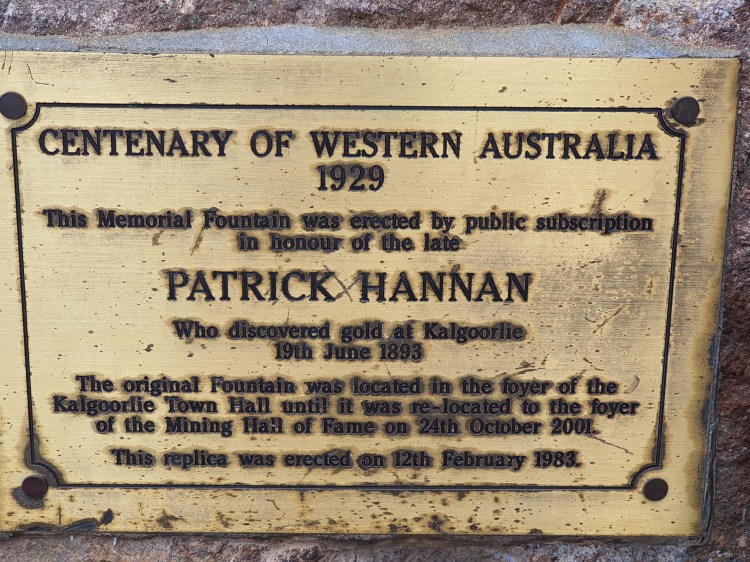 CENTENARY OF WESTERN AUSTRALIA
1929
This Memorial Fountain was erected by public subscription
in honour of the late
PATRICK HANNAN
Who discovered gold at Kalgoorlie
19th June 1893
The original Fountain was located in the foyer of the
Kalgoorlie Town Hall until it was re-located to the foyer
of the Mining Hall of Fame on 24th October 2001.
This replica was erected on 12th February 1983.